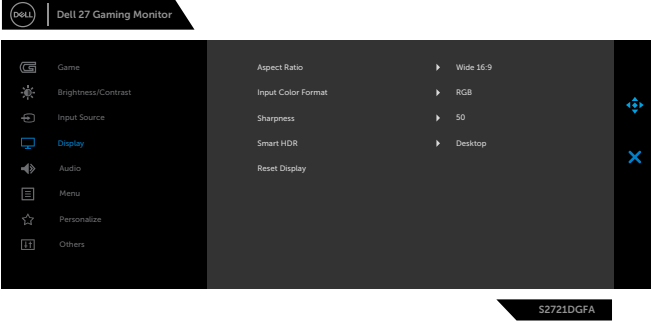 DELL Dell 27 Gaming Monitor
Game Aspect Ratio Wide 16:9
Brightness/Contrast Input Color Format RGB
Input Source Sharpness 50
Display Smart HDR Desktop
Audio Reset Display
Menu
Personalize
Others
S2721DGFA